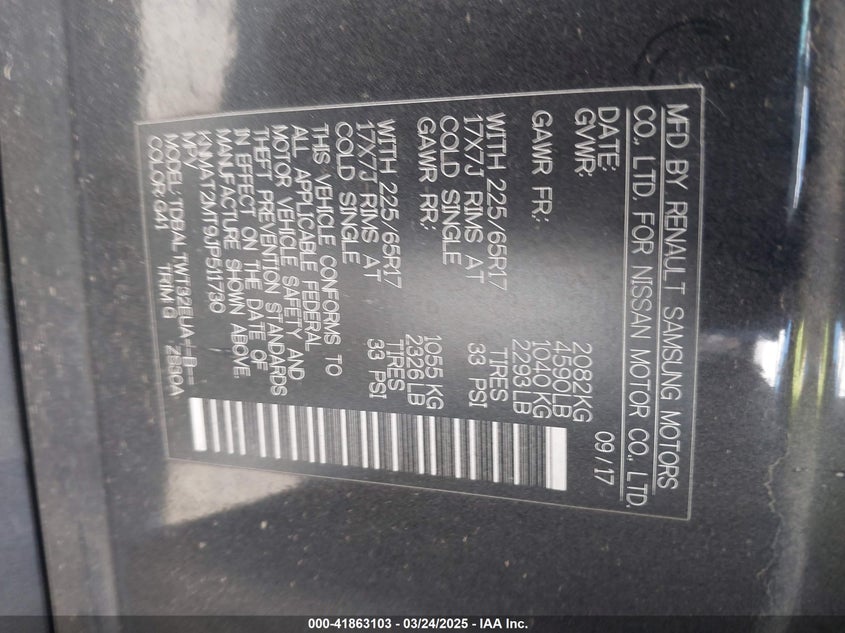 MFD BY RENAULT SAMSUNG MOTORS
CO., LTD. FOR NISSAN MOTOR CO., LTD.
DATE: 09/17
GVWR: 2082KG
4590LB
GAWR FR: 1040 KG
2293LB
WITH 225/65R17 TIRES
17X7J RIMS AT 33 PSI
COLD SINGLE
GAWR RR: 1055 KG
2326LB
WITH 225/65R17 TIRES
17X7J RIMS AT 33 PSI
COLD SINGLE
THIS VEHICLE CONFORMS TO
ALL APPLICABLE FEDERAL
MOTOR VEHICLE SAFETY AND
THEFT PREVENTION STANDARDS
IN EFFECT ON THE DATE OF
MANUFACTURE SHOWN ABOVE.
KNMAT2MT9JP511730
MPV
MODEL TDBALTWT32EUA-B---
COLOR G41 TRIM G Z530A
000-41863103 - 03/24/2025 - IAA Inc.